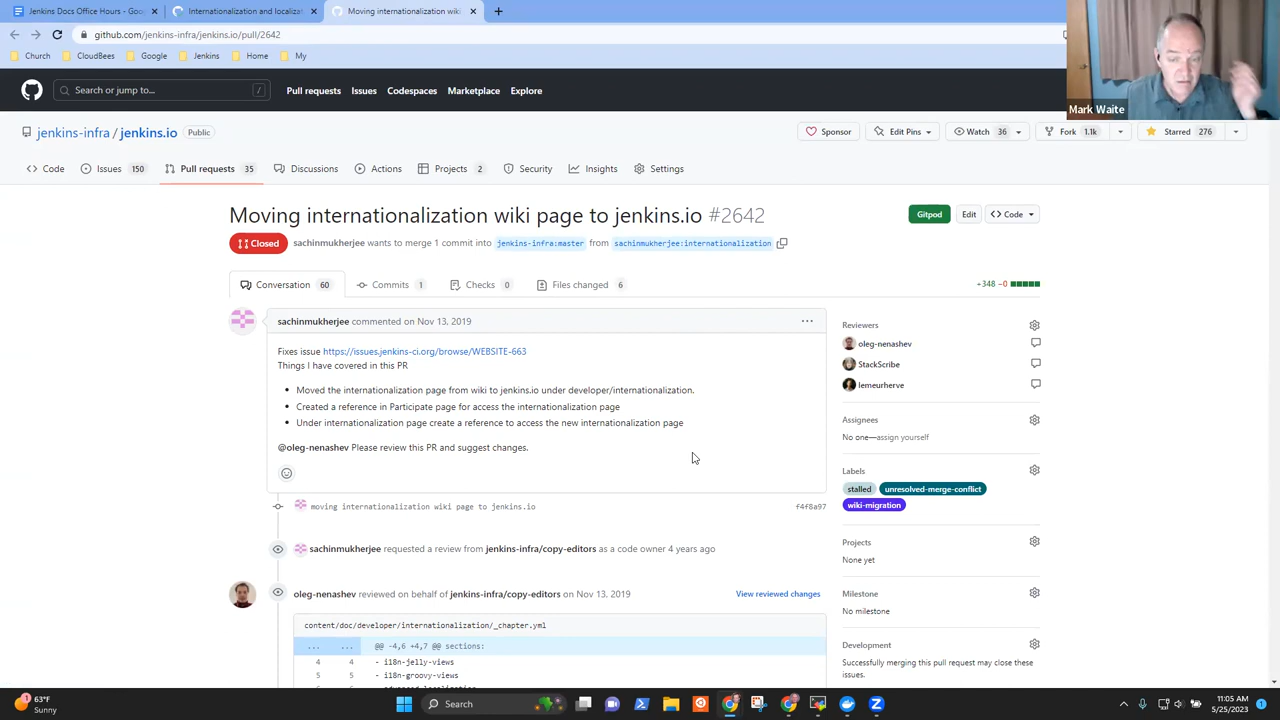 Jenkins Docs Office Hours - Go
Internationalization and localizat
Moving internationalization wiki
github.com/jenkins-infra/jenkins.io/pull/2642
Church
CloudBees
Google
Jenkins
Home
My
Mark Waite
Search or jump to...
/
Pull requests
Issues
Codespaces
Marketplace
Explore
jenkins-infra / jenkins.io
Public
Sponsor
Edit Pins
Watch 36
Fork 1.1k
Starred 276
Code
Issues 150
Pull requests 35
Discussions
Actions
Projects 2
Security
Insights
Settings
Moving internationalization wiki page to jenkins.io #2642
Gitpod
Edit
Code
Closed
sachinmukherjee wants to merge 1 commit into jenkins-infra:master from sachinmukherjee:internationalization
Conversation 60
Commits 1
Checks 0
Files changed 6
+348 −0
sachinmukherjee commented on Nov 13, 2019
Fixes issue https://issues.jenkins-ci.org/browse/WEBSITE-663
Things I have covered in this PR
• Moved the internationalization page from wiki to jenkins.io under developer/internationalization.
• Created a reference in Participate page for access the internationalization page
• Under internationalization page create a reference to access the new internationalization page
@oleg-nenashev Please review this PR and suggest changes.
moving internationalization wiki page to jenkins.io
f4f8a97
sachinmukherjee requested a review from jenkins-infra/copy-editors as a code owner 4 years ago
oleg-nenashev reviewed on behalf of jenkins-infra/copy-editors on Nov 13, 2019
View reviewed changes
content/doc/developer/internationalization/_chapter.yml
... ... @@ -4,6 +4,7 @@ sections:
4 4 - i18n-jelly-views
5 5 - i18n-groovy-views
Reviewers
oleg-nenashev
StackScribe
lemeurherve
Assignees
No one—assign yourself
Labels
stalled
unresolved-merge-conflict
wiki-migration
Projects
None yet
Milestone
No milestone
Development
Successfully merging this pull request may close these
issues.
63°F
Sunny
Search
11:05 AM
5/25/2023